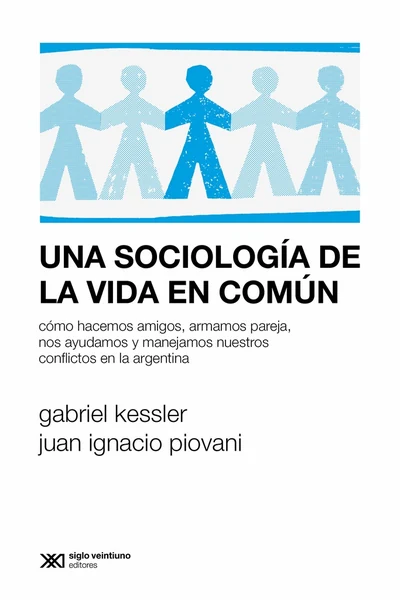 UNA SOCIOLOGÍA DE
LA VIDA EN COMÚN
cómo hacemos amigos, armamos pareja,
nos ayudamos y manejamos nuestros
conflictos en la argentina
gabriel kessler
juan ignacio piovani
siglo veintiuno
editores